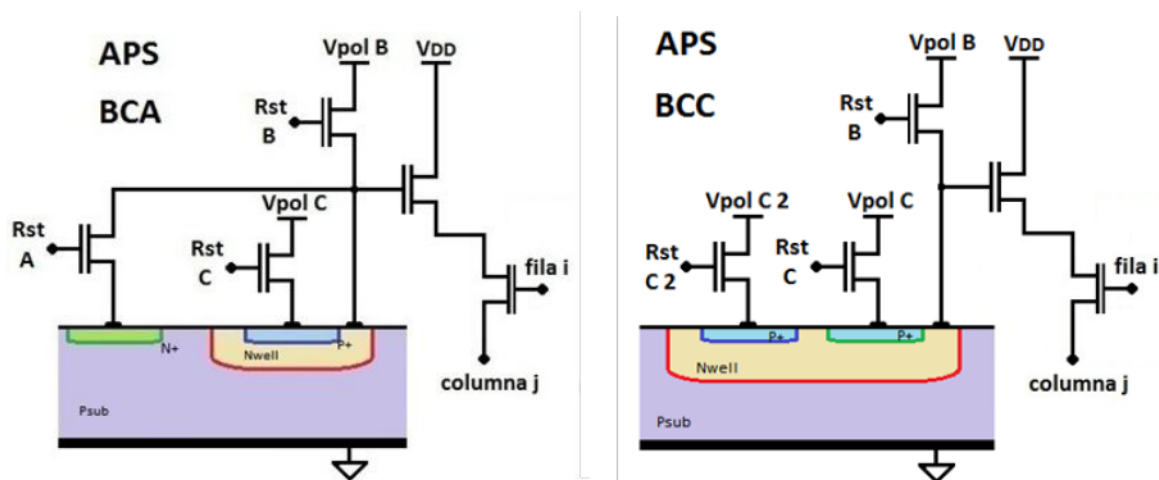 APS
BCA
Vpol B
VDD
Rst
B
Vpol C
Rst
A
Rst
C
fila i
N+
Nwell
P+
Psub
columna j
APS
BCC
Vpol B
VDD
Rst
B
Vpol C 2
Vpol C
Rst
C 2
Rst
C
fila i
P+
P+
Nwell
Psub
columna j